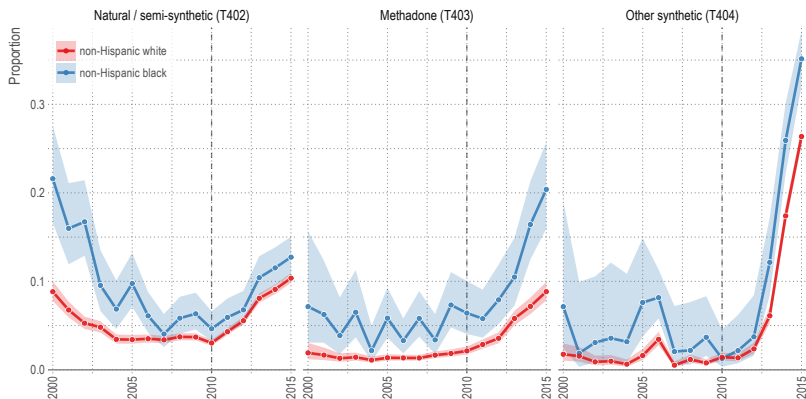 Natural / semi-synthetic (T402)
Methadone (T403)
Other synthetic (T404)
Proportion
non-Hispanic white
non-Hispanic black
0.3
0.2
0.1
0.0
2000
2005
2010
2015
2000
2005
2010
2015
2000
2005
2010
2015